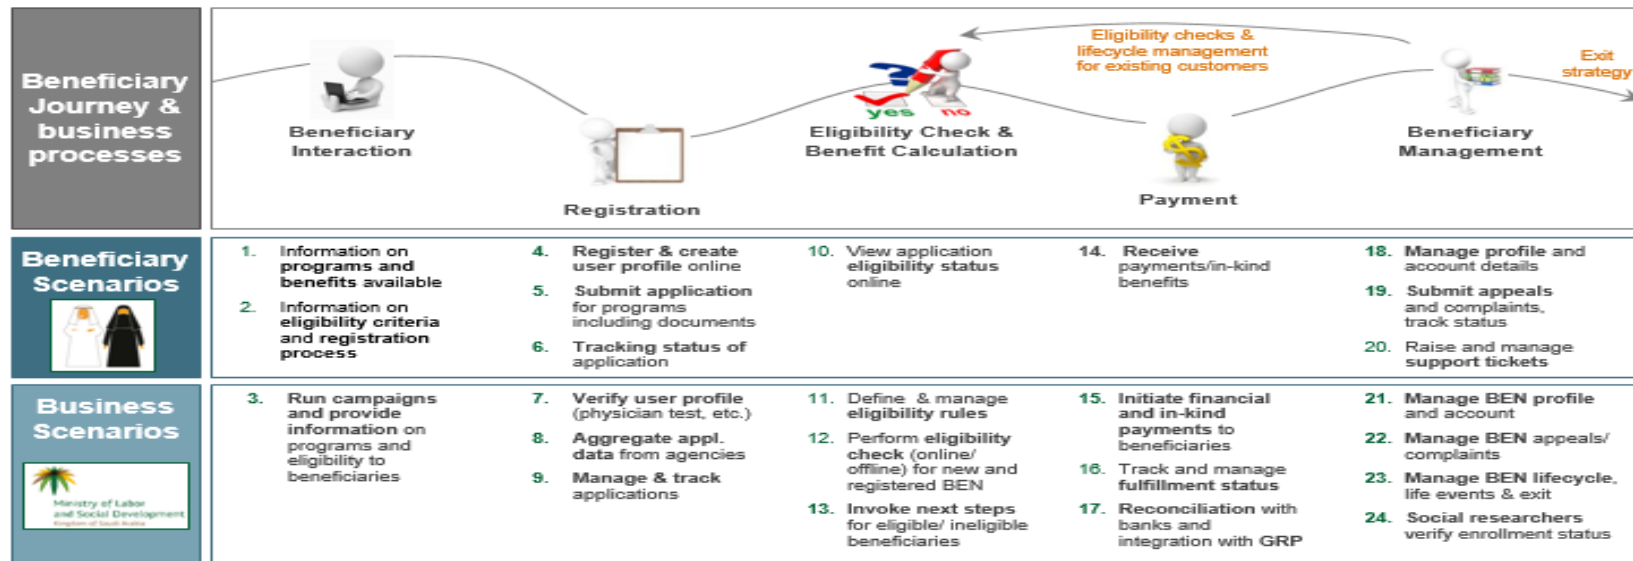 Beneficiary
Journey &
business
processes
Beneficiary
Interaction
Registration
yes no
Eligibility Check &
Benefit Calculation
Eligibility checks &
lifecycle management
for existing customers
Payment
Beneficiary
Management
Exit
strategy
Beneficiary
Scenarios
1. Information on
programs and
benefits available
2. Information on
eligibility criteria
and registration
process
4. Register & create
user profile online
5. Submit application
for programs
including documents
6. Tracking status of
application
10. View application
eligibility status
online
14. Receive
payments/in-kind
benefits
18. Manage profile and
account details
19. Submit appeals
and complaints,
track status
20. Raise and manage
support tickets
Business
Scenarios
Ministry of Labor
and Social Development
Kingdom of Saudi Arabia
3. Run campaigns
and provide
information on
programs and
eligibility to
beneficiaries
7. Verify user profile
(physician test, etc.)
8. Aggregate appl.
data from agencies
9. Manage & track
applications
11. Define & manage
eligibility rules
12. Perform eligibility
check (online/
offline) for new and
registered BEN
13. Invoke next steps
for eligible/ ineligible
beneficiaries
15. Initiate financial
and in-kind
payments to
beneficiaries
16. Track and manage
fulfillment status
17. Reconciliation with
banks and
integration with GRP
21. Manage BEN profile
and account
22. Manage BEN appeals/
complaints
23. Manage BEN lifecycle,
life events & exit
24. Social researchers
verify enrollment status